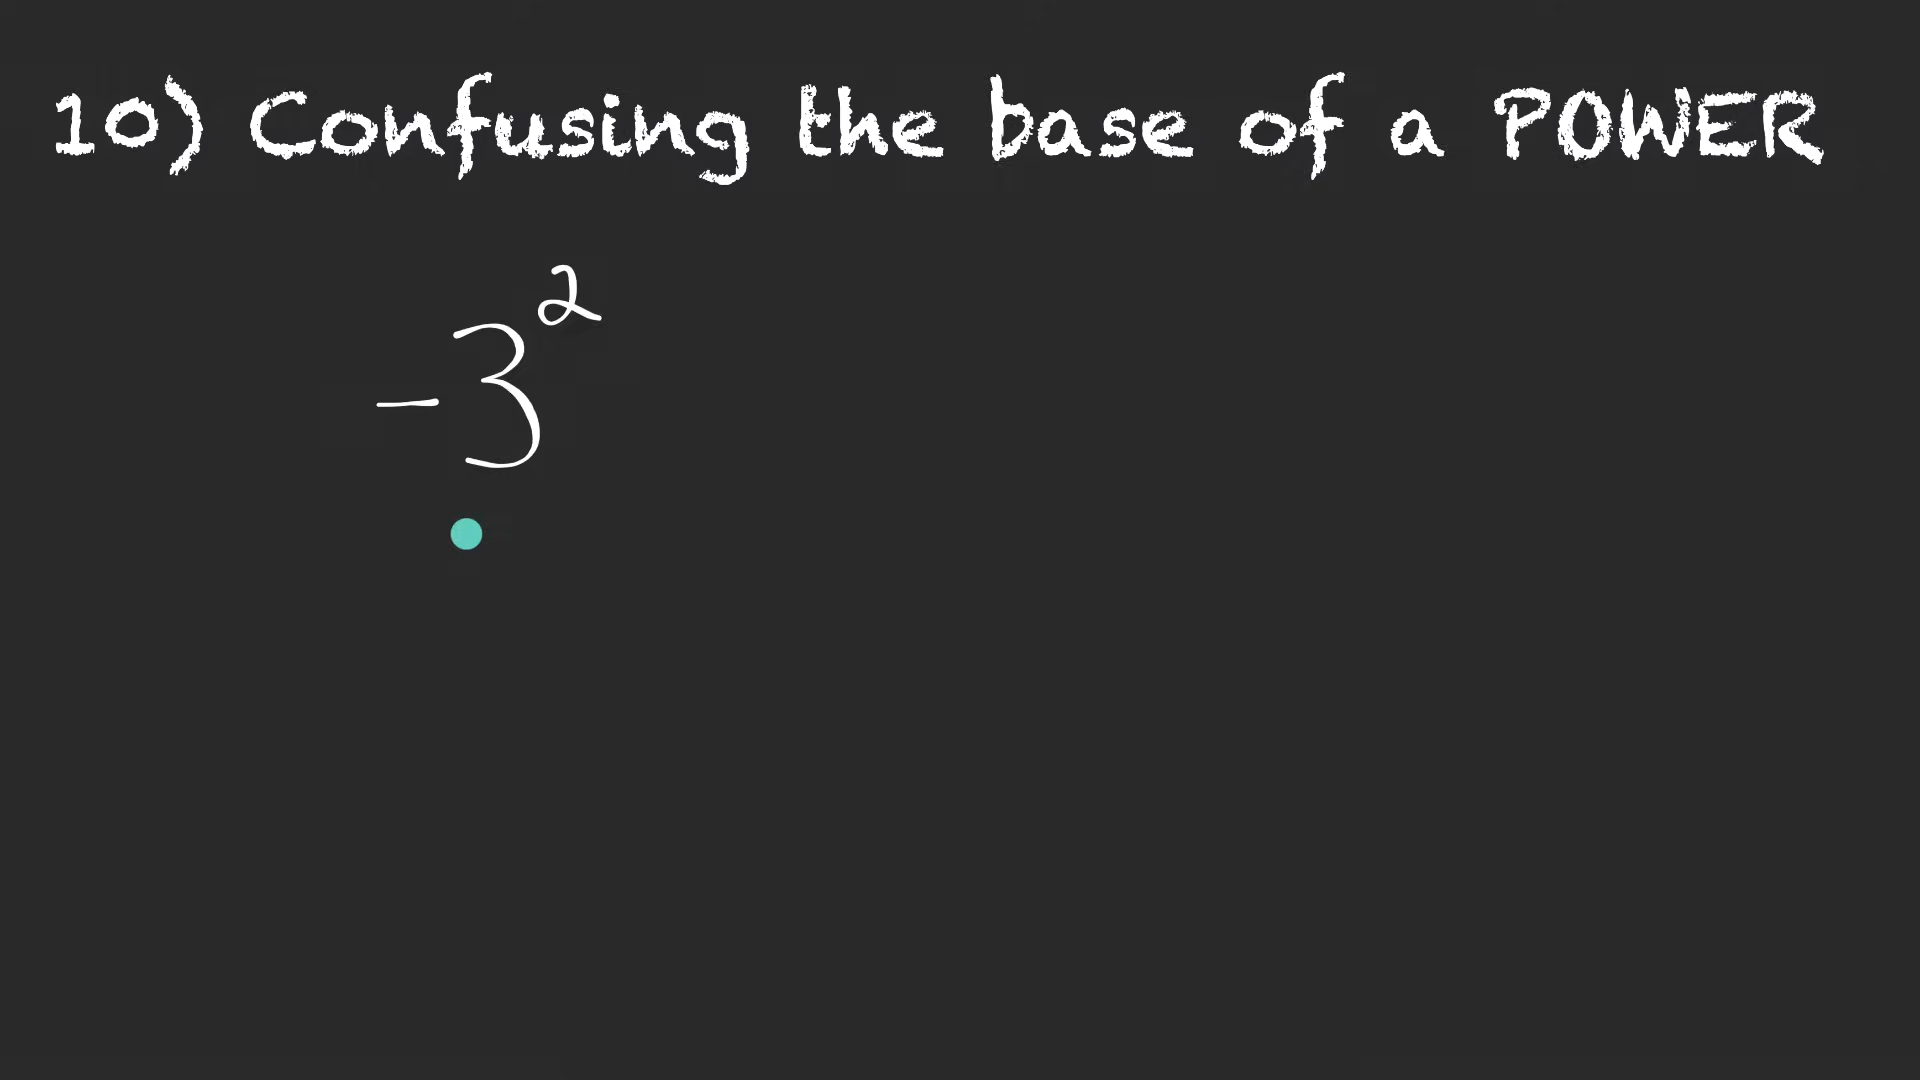 10) Confusing the base of a POWER
-3²